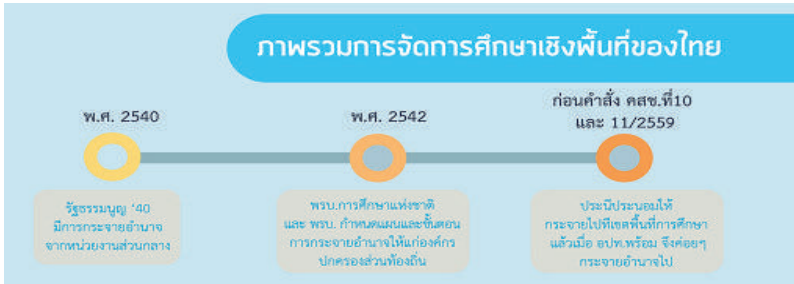 ภาพรวมการจัดการศึกษาเชิงพื้นที่ของไทย
พ.ศ. 2540
รัฐธรรมนูญ '40
มีการกระจายอำนาจ
จากหน่วยงานส่วนกลาง
พ.ศ. 2542
พรบ.การศึกษาแห่งชาติ
และ พรบ. กำหนดแผนและขั้นตอน
การกระจายอำนาจให้แก่องค์กร
ปกครองส่วนท้องถิ่น
ก่อนคำสั่ง คสช.ที่10
และ 11/2559
ประนีประนอมให้
กระจายไปที่เขตพื้นที่การศึกษา
แล้วเมื่อ อปท.พร้อม จึงค่อยๆ
กระจายอำนาจไป